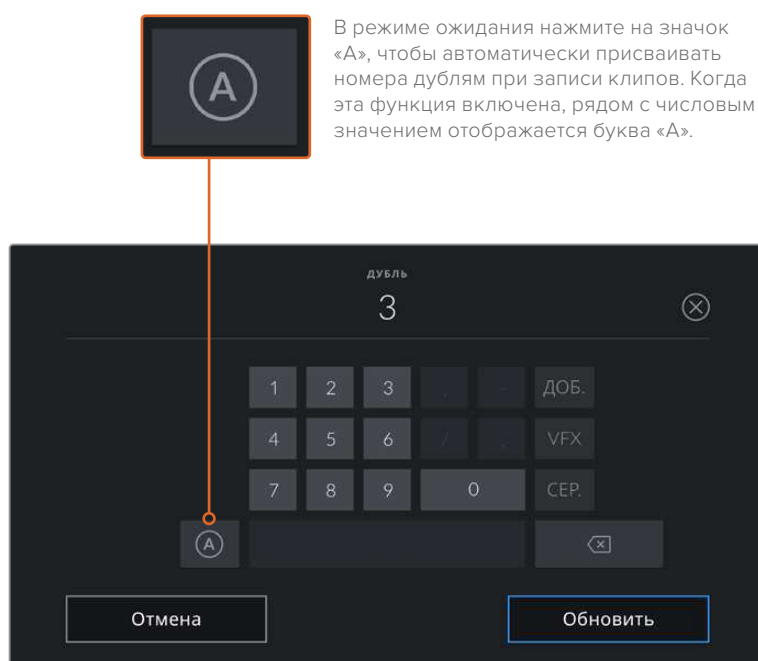 A
В режиме ожидания нажмите на значок
«А», чтобы автоматически присваивать
номера дублям при записи клипов. Когда
эта функция включена, рядом с числовым
значением отображается буква «А».
ДУБЛЬ
3
1 2 3 , - ДОБ.
4 5 6 / VFX
7 8 9 0 СЕР.
A
Отмена Обновить